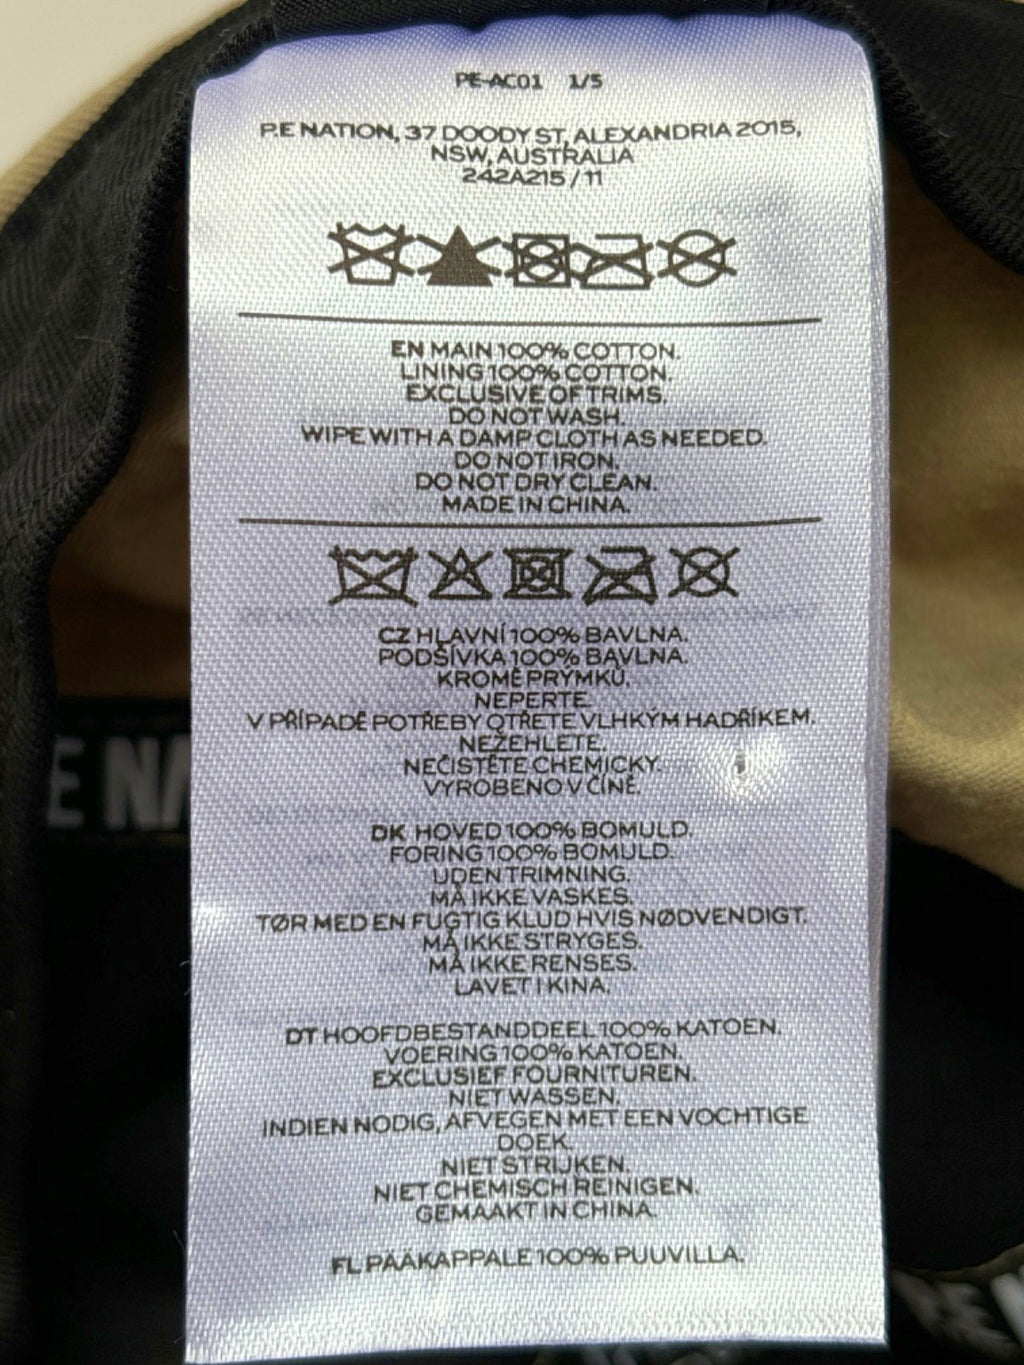 PE-AC01 1/5
P.E NATION, 37 DOODY ST, ALEXANDRIA 2015,
NSW, AUSTRALIA
242A215 / 11
EN MAIN 100% COTTON.
LINING 100% COTTON.
EXCLUSIVE OF TRIMS.
DO NOT WASH.
WIPE WITH A DAMP CLOTH AS NEEDED.
DO NOT IRON.
DO NOT DRY CLEAN.
MADE IN CHINA.
CZ HLAVNÍ 100% BAVLNA.
PODŠÍVKA 100% BAVLNA.
KROMĚ PRÝMKŮ.
NEPERTE.
V PŘÍPADĚ POTŘEBY OTŘETE VLHKÝM HADŘÍKEM.
NEŽEHLETE.
NEČISTĚTE CHEMICKY.
VYROBENO V ČÍNĚ.
DK HOVED 100% BOMULD.
FORING 100% BOMULD.
UDEN TRIMNING.
MÅ IKKE VASKES.
TØR MED EN FUGTIG KLUD HVIS NØDVENDIGT.
MÅ IKKE STRYGES.
MÅ IKKE RENSES.
LAVET I KINA.
DT HOOFDBESTANDDEEL 100% KATOEN.
VOERING 100% KATOEN.
EXCLUSIEF FOURNITUREN.
NIET WASSEN.
INDIEN NODIG, AFVEGEN MET EEN VOCHTIGE
DOEK.
NIET STRIJKEN.
NIET CHEMISCH REINIGEN.
GEMAAKT IN CHINA.
FL PÄÄKAPPALE 100% PUUVILLA.
E NA